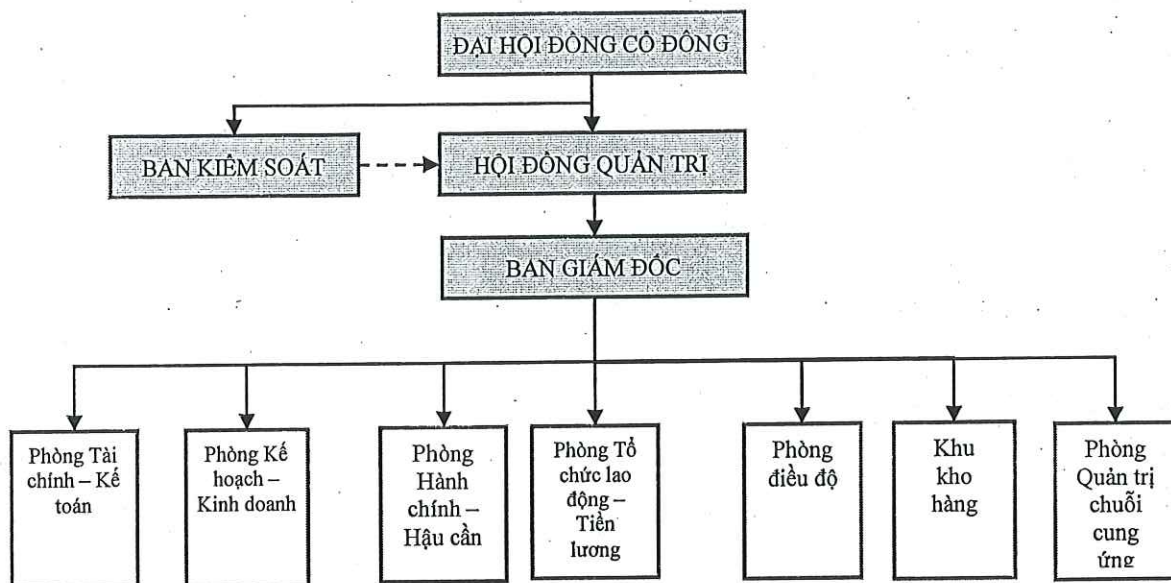 ĐẠI HỘI ĐỒNG CỔ ĐÔNG
BAN KIỂM SOÁT
HỘI ĐỒNG QUẢN TRỊ
BAN GIÁM ĐỐC
Phòng Tài
chính – Kế
toán
Phòng Kế
hoạch –
Kinh doanh
Phòng
Hành
chính –
Hậu cần
Phòng Tổ
chức lao
động –
Tiền
lương
Phòng
điều độ
Khu
kho
hàng
Phòng
Quản trị
chuỗi
cung
ứng